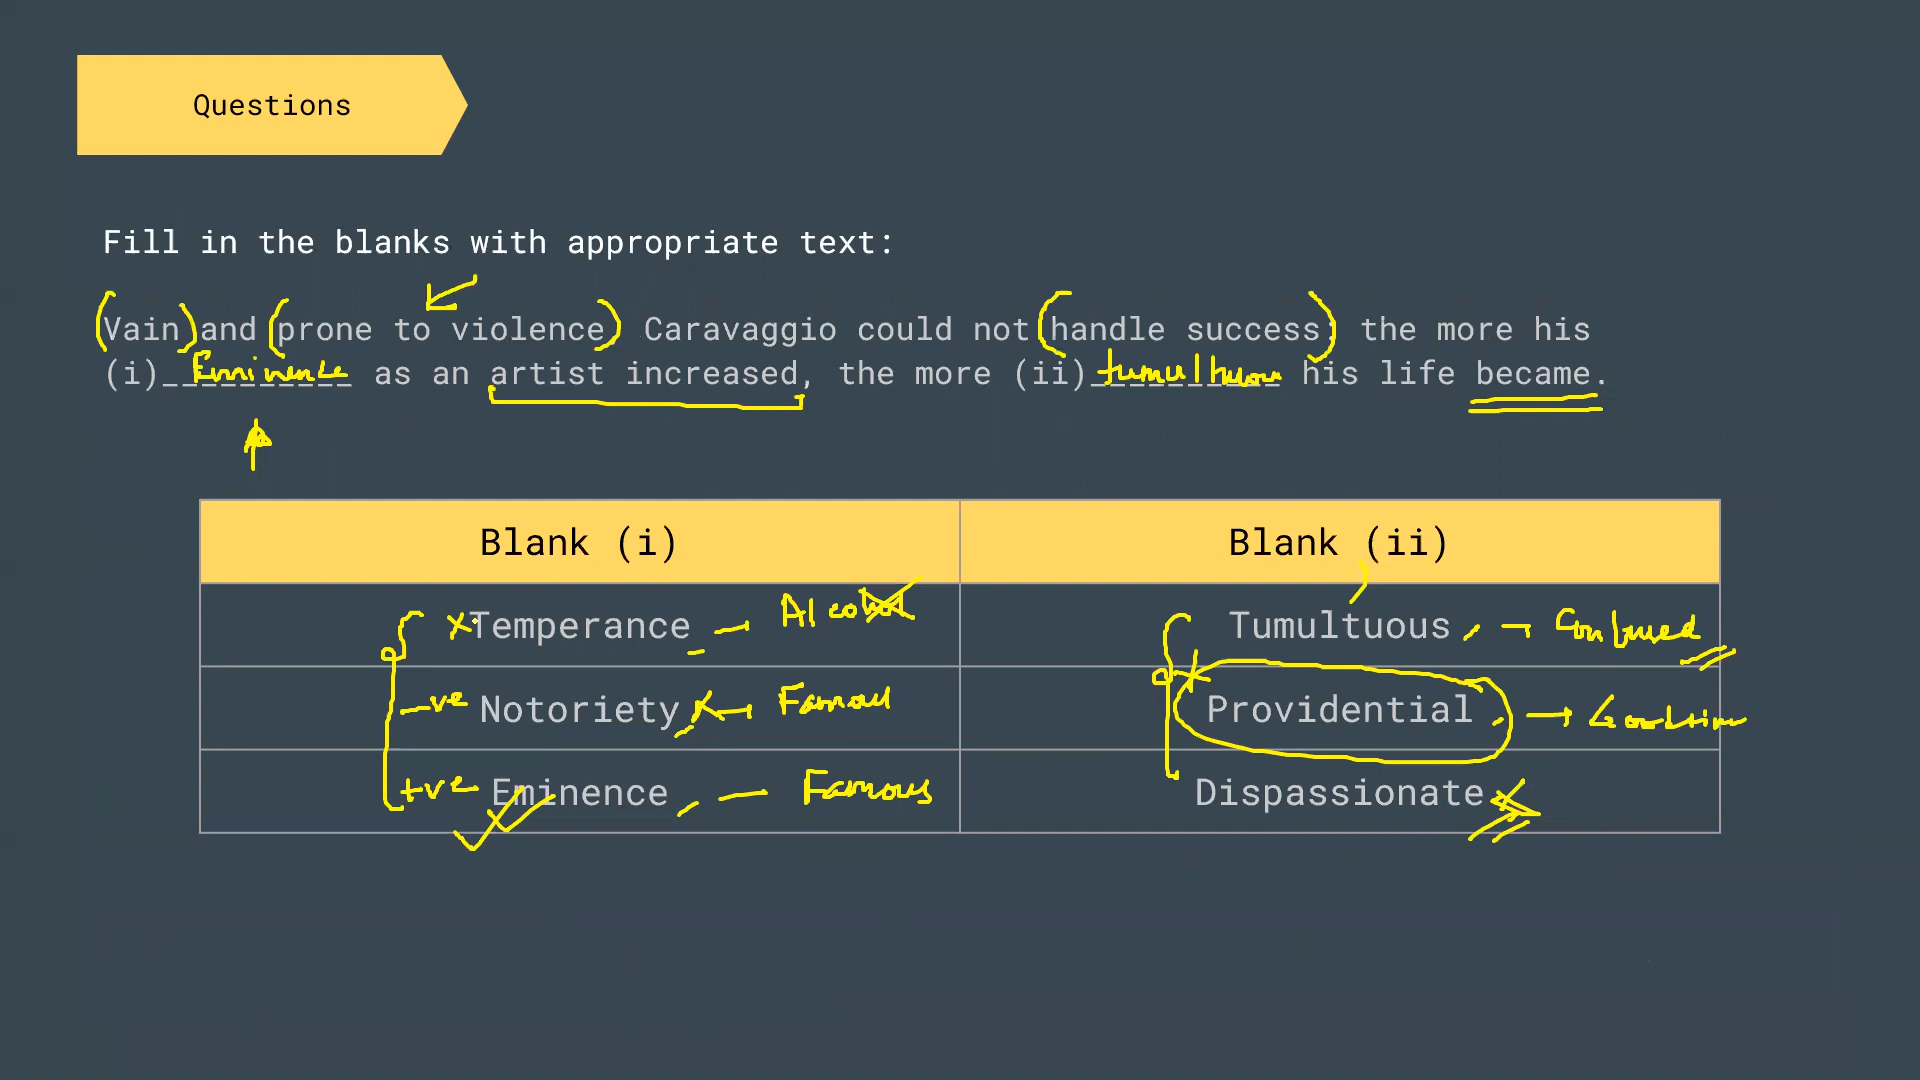 Questions
Fill in the blanks with appropriate text:
Vain and prone to violence Caravaggio could not handle success; the more his
(i) Eminence as an artist increased, the more (ii) tumultuous his life became.
Blank (i) Blank (ii)
Temperance Alcohol Tumultuous Confused
-ve Notoriety Famous Providential
+ve Eminence Famous Dispassionate